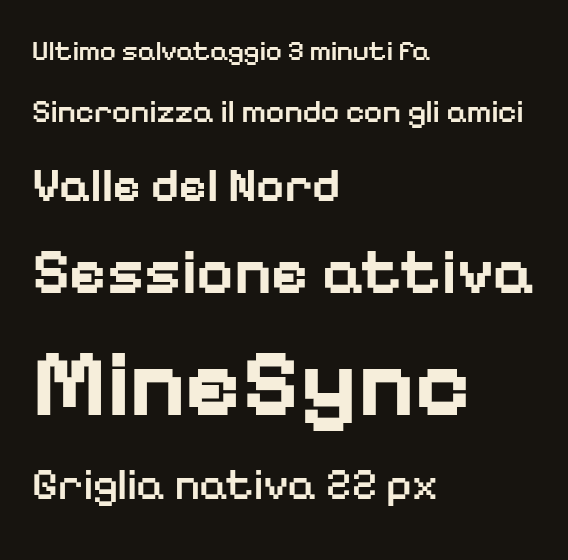 Ultimo salvataggio 3 minuti fa
Sincronizza il mondo con gli amici
Valle del Nord
Sessione attiva
MineSync
Griglia nativa 22 px